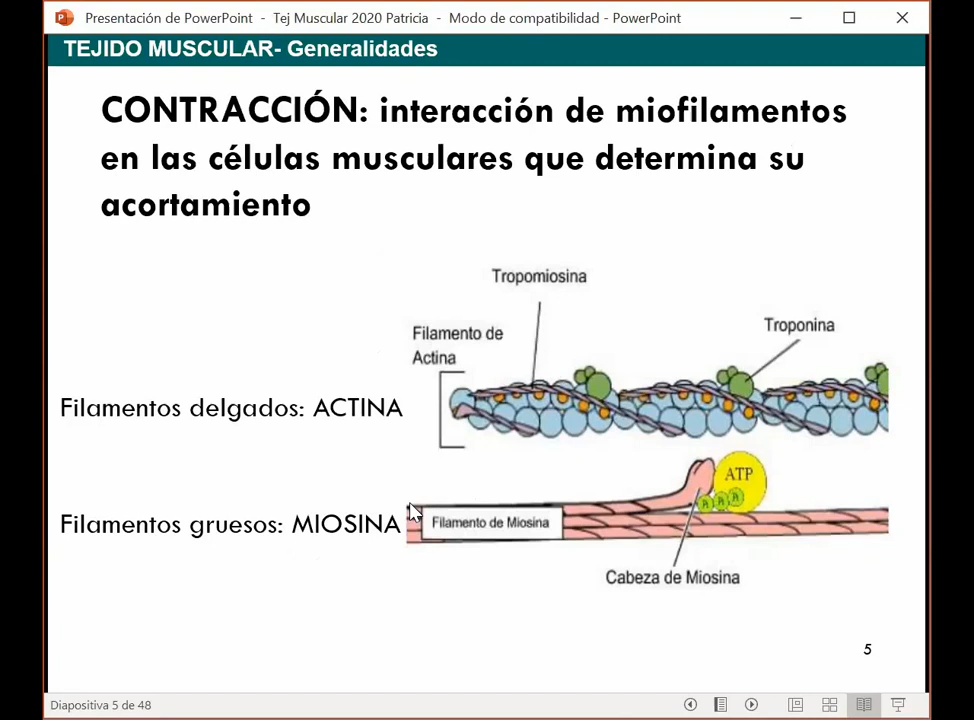 Presentación de PowerPoint - Tej Muscular 2020 Patricia - Modo de compatibilidad - PowerPoint
TEJIDO MUSCULAR- Generalidades
CONTRACCIÓN: interacción de miofilamentos
en las células musculares que determina su
acortamiento
Tropomiosina
Troponina
Filamento de
Actina
Filamentos delgados: ACTINA
ATP
Filamentos gruesos: MIOSINA
Filamento de Miosina
Cabeza de Miosina
5
Diapositiva 5 de 48